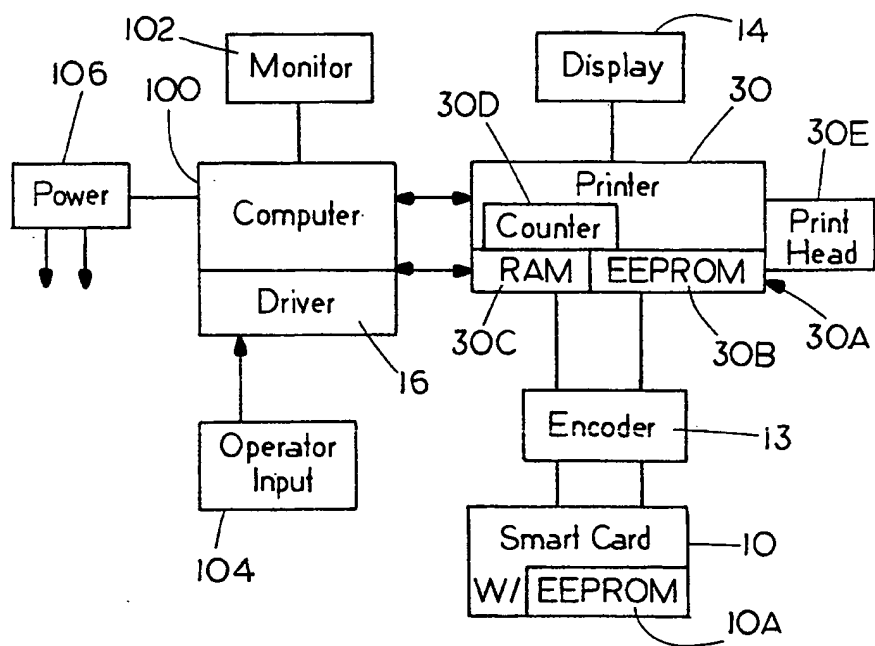 102
Monitor
14
Display
106
100
30D
30
30E
Power
Computer
Printer
Counter
Print
Head
RAM
EEPROM
Driver
30C
30B
30A
16
Operator
Input
104
Encoder
13
Smart Card
10
W/
EEPROM
10A